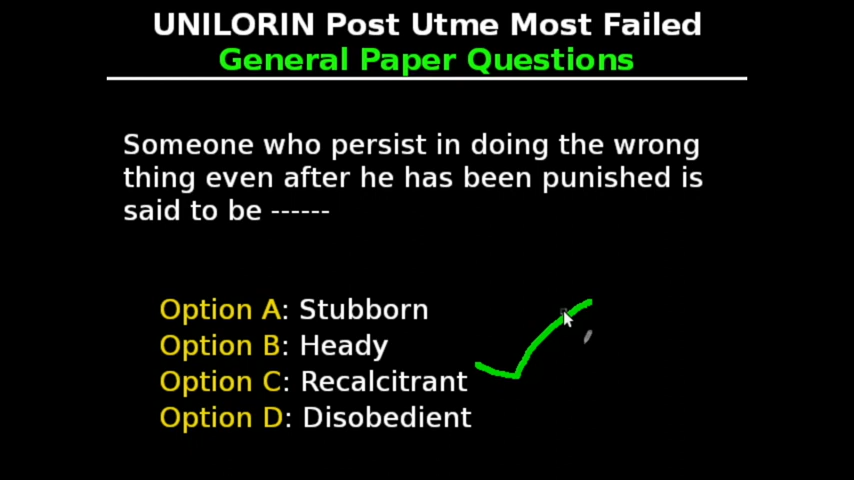 UNILORIN Post Utme Most Failed
General Paper Questions
Someone who persist in doing the wrong
thing even after he has been punished is
said to be ------
Option A: Stubborn
Option B: Heady
Option C: Recalcitrant
Option D: Disobedient